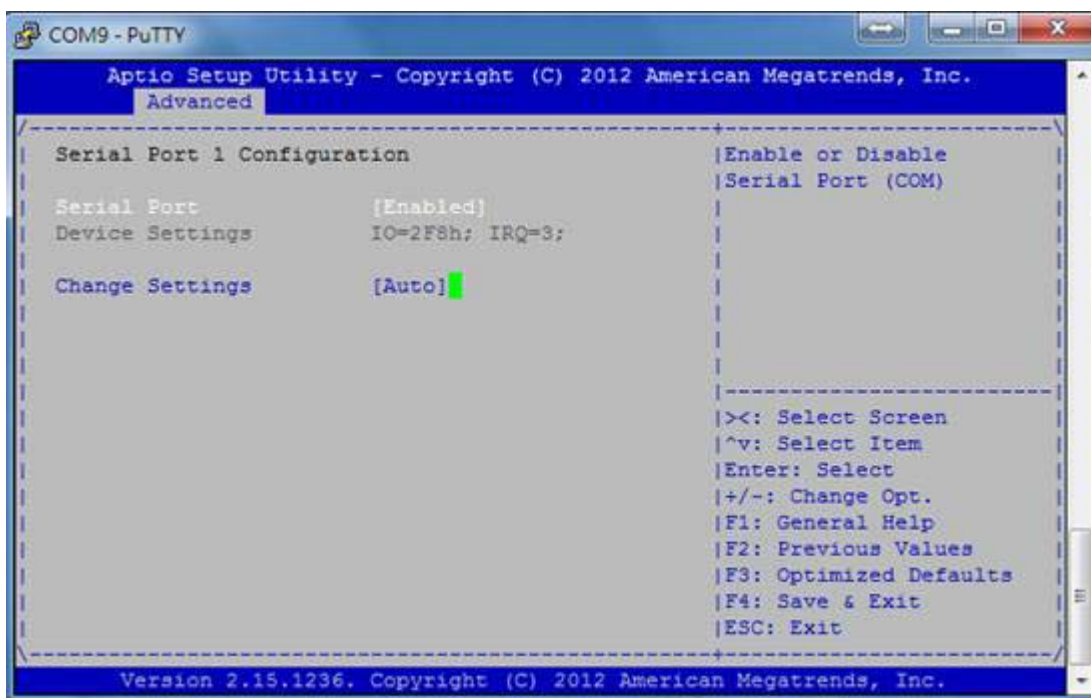 COM9 - PuTTY
Aptio Setup Utility - Copyright (C) 2012 American Megatrends, Inc.
Advanced
Serial Port 1 Configuration
Serial Port [Enabled]
Device Settings IO=2F8h; IRQ=3;
Change Settings [Auto]
Enable or Disable
Serial Port (COM)
><: Select Screen
^v: Select Item
Enter: Select
+/-: Change Opt.
F1: General Help
F2: Previous Values
F3: Optimized Defaults
F4: Save & Exit
ESC: Exit
Version 2.15.1236. Copyright (C) 2012 American Megatrends, Inc.